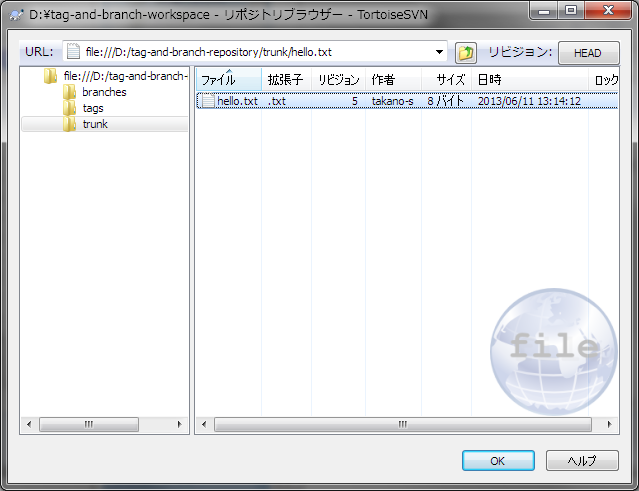 D:¥tag-and-branch-workspace - リポジトリブラウザー - TortoiseSVN
URL: file:///D:/tag-and-branch-repository/trunk/hello.txt リビジョン: HEAD
file:///D:/tag-and-branch-
branches
tags
trunk
ファイル 拡張子 リビジョン 作者 サイズ 日時 ロック
hello.txt .txt 5 takano-s 8 バイト 2013/06/11 13:14:12
file
OK ヘルプ